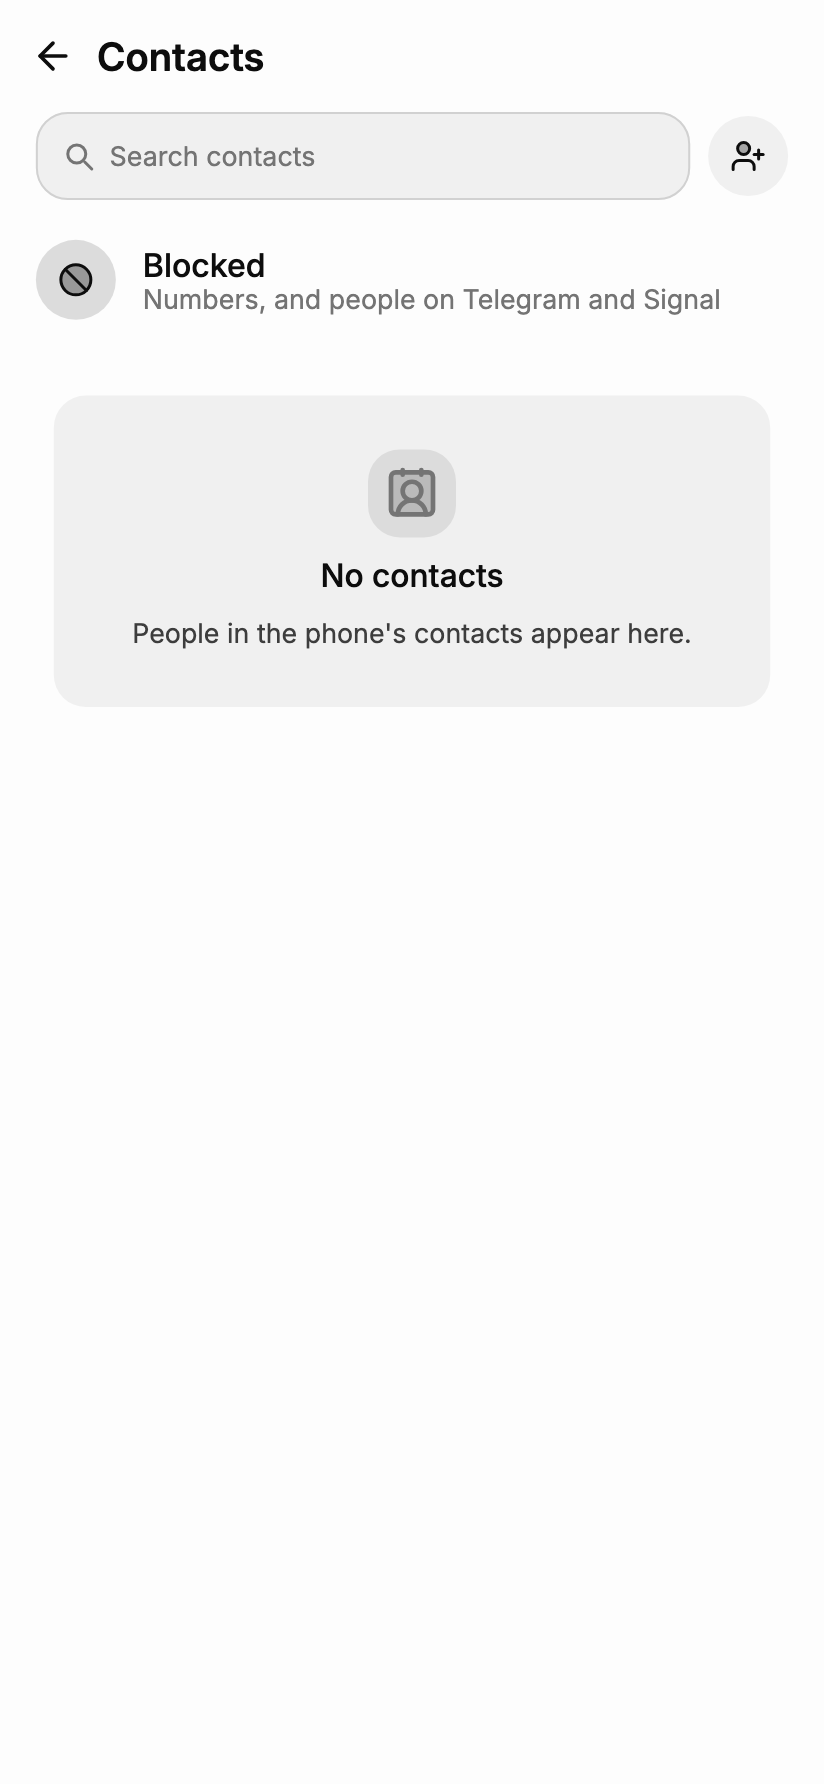 Contacts
Search contacts
Blocked
Numbers, and people on Telegram and Signal
No contacts
People in the phone's contacts appear here.